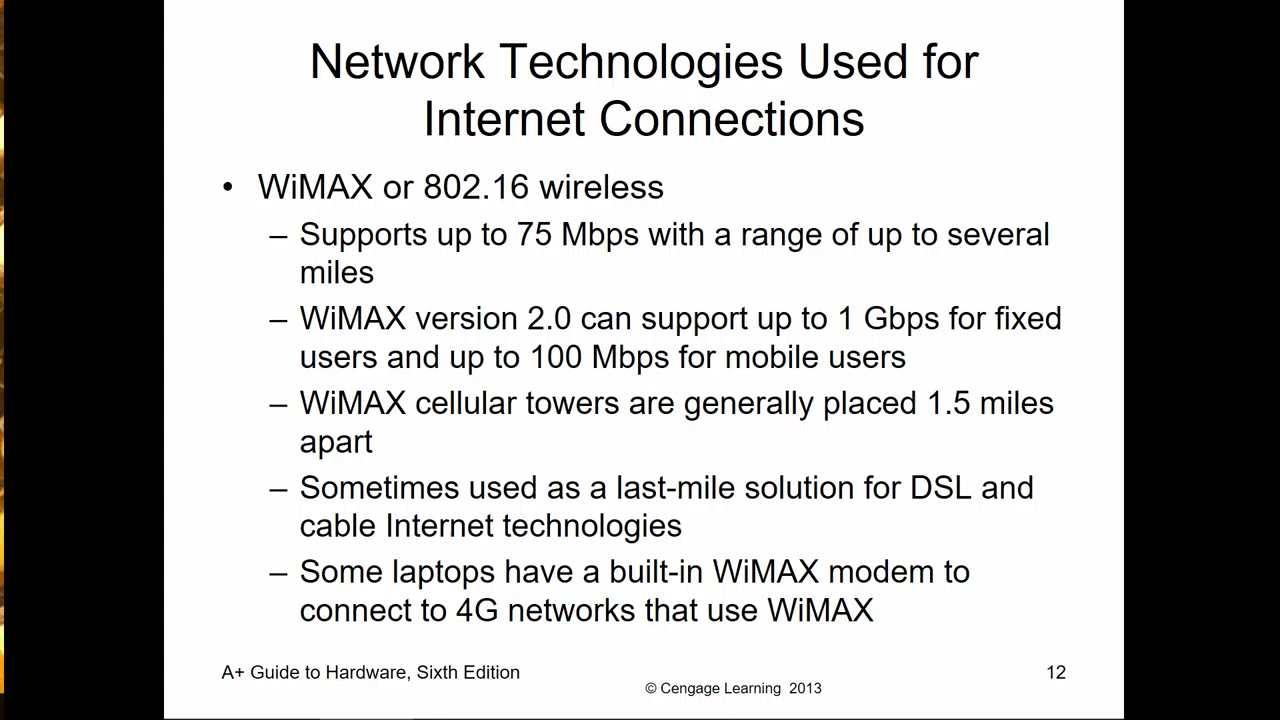 Network Technologies Used for
Internet Connections
• WiMAX or 802.16 wireless
– Supports up to 75 Mbps with a range of up to several
miles
– WiMAX version 2.0 can support up to 1 Gbps for fixed
users and up to 100 Mbps for mobile users
– WiMAX cellular towers are generally placed 1.5 miles
apart
– Sometimes used as a last-mile solution for DSL and
cable Internet technologies
– Some laptops have a built-in WiMAX modem to
connect to 4G networks that use WiMAX
A+ Guide to Hardware, Sixth Edition
12
© Cengage Learning 2013